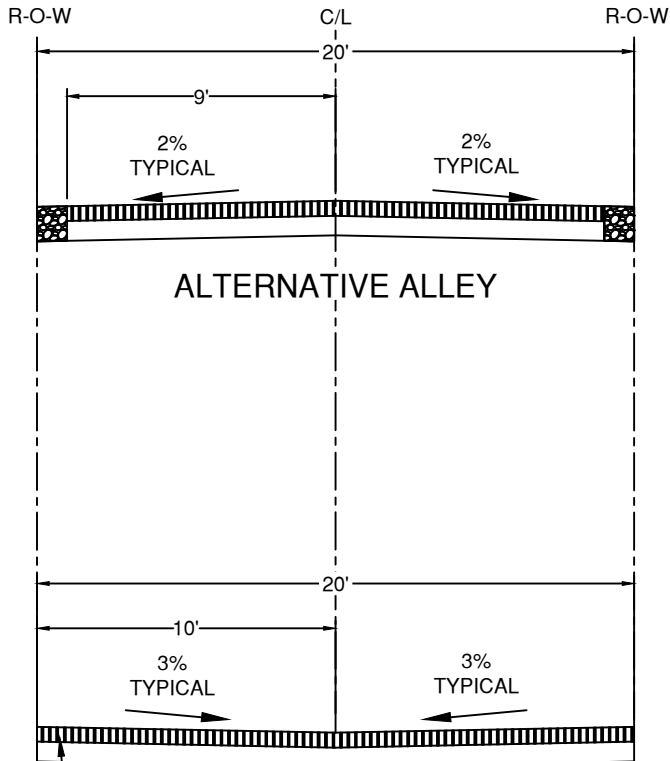 R-O-W C/L R-O-W
20'
9'
2% 2%
TYPICAL TYPICAL
ALTERNATIVE ALLEY
20'
10'
3% 3%
TYPICAL TYPICAL